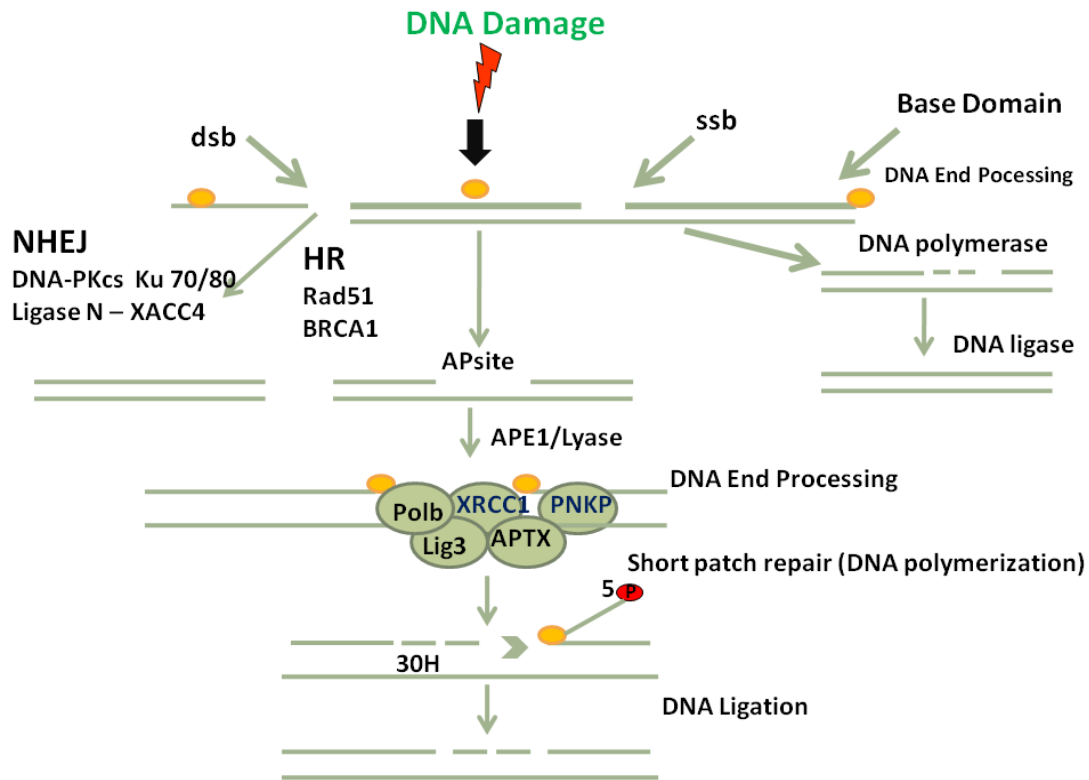 DNA Damage
dsb
ssb
Base Domain
DNA End Pocessing
NHEJ
DNA-PKcs Ku 70/80
Ligase N – XACC4
HR
Rad51
BRCA1
DNA polymerase
DNA ligase
APsite
APE1/Lyase
DNA End Processing
Polb
XRCC1
PNKP
Lig3
APTX
Short patch repair (DNA polymerization)
5 P
30H
DNA Ligation